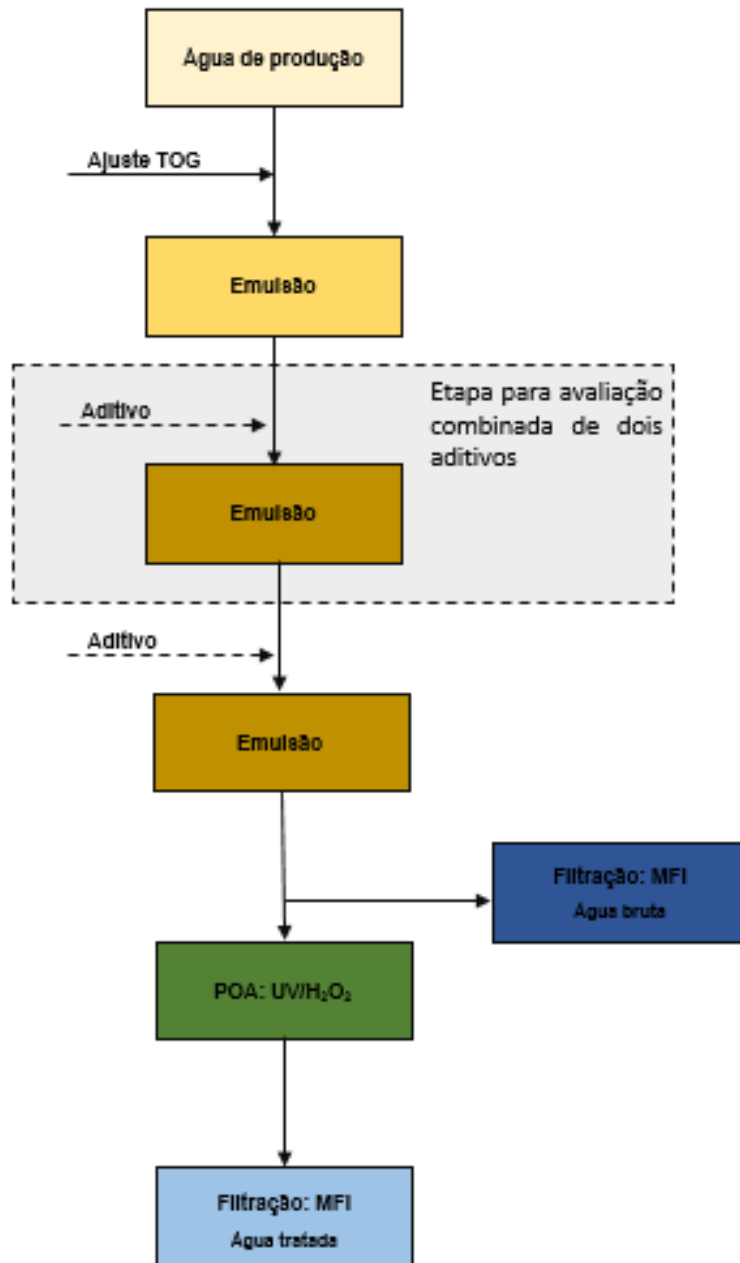 Água de produção
Ajuste TOG
Emulsão
Etapa para avaliação
combinada de dois
aditivos
Aditivo
Emulsão
Aditivo
Emulsão
Filtração: MFI
Água bruta
POA: UV/H₂O₂
Filtração: MFI
Água tratada